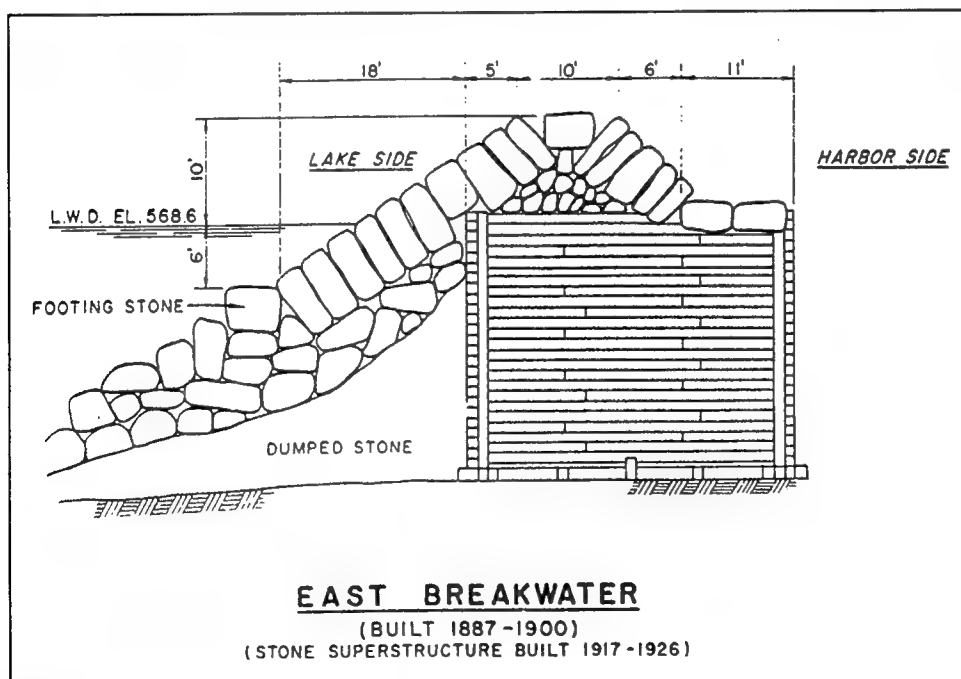 18' 5' 10' 6' 11'
10'
LAKE SIDE
HARBOR SIDE
L.W.D. EL. 568.6
6'
FOOTING STONE
DUMPED STONE
EAST BREAKWATER
(BUILT 1887-1900)
(STONE SUPERSTRUCTURE BUILT 1917-1926)